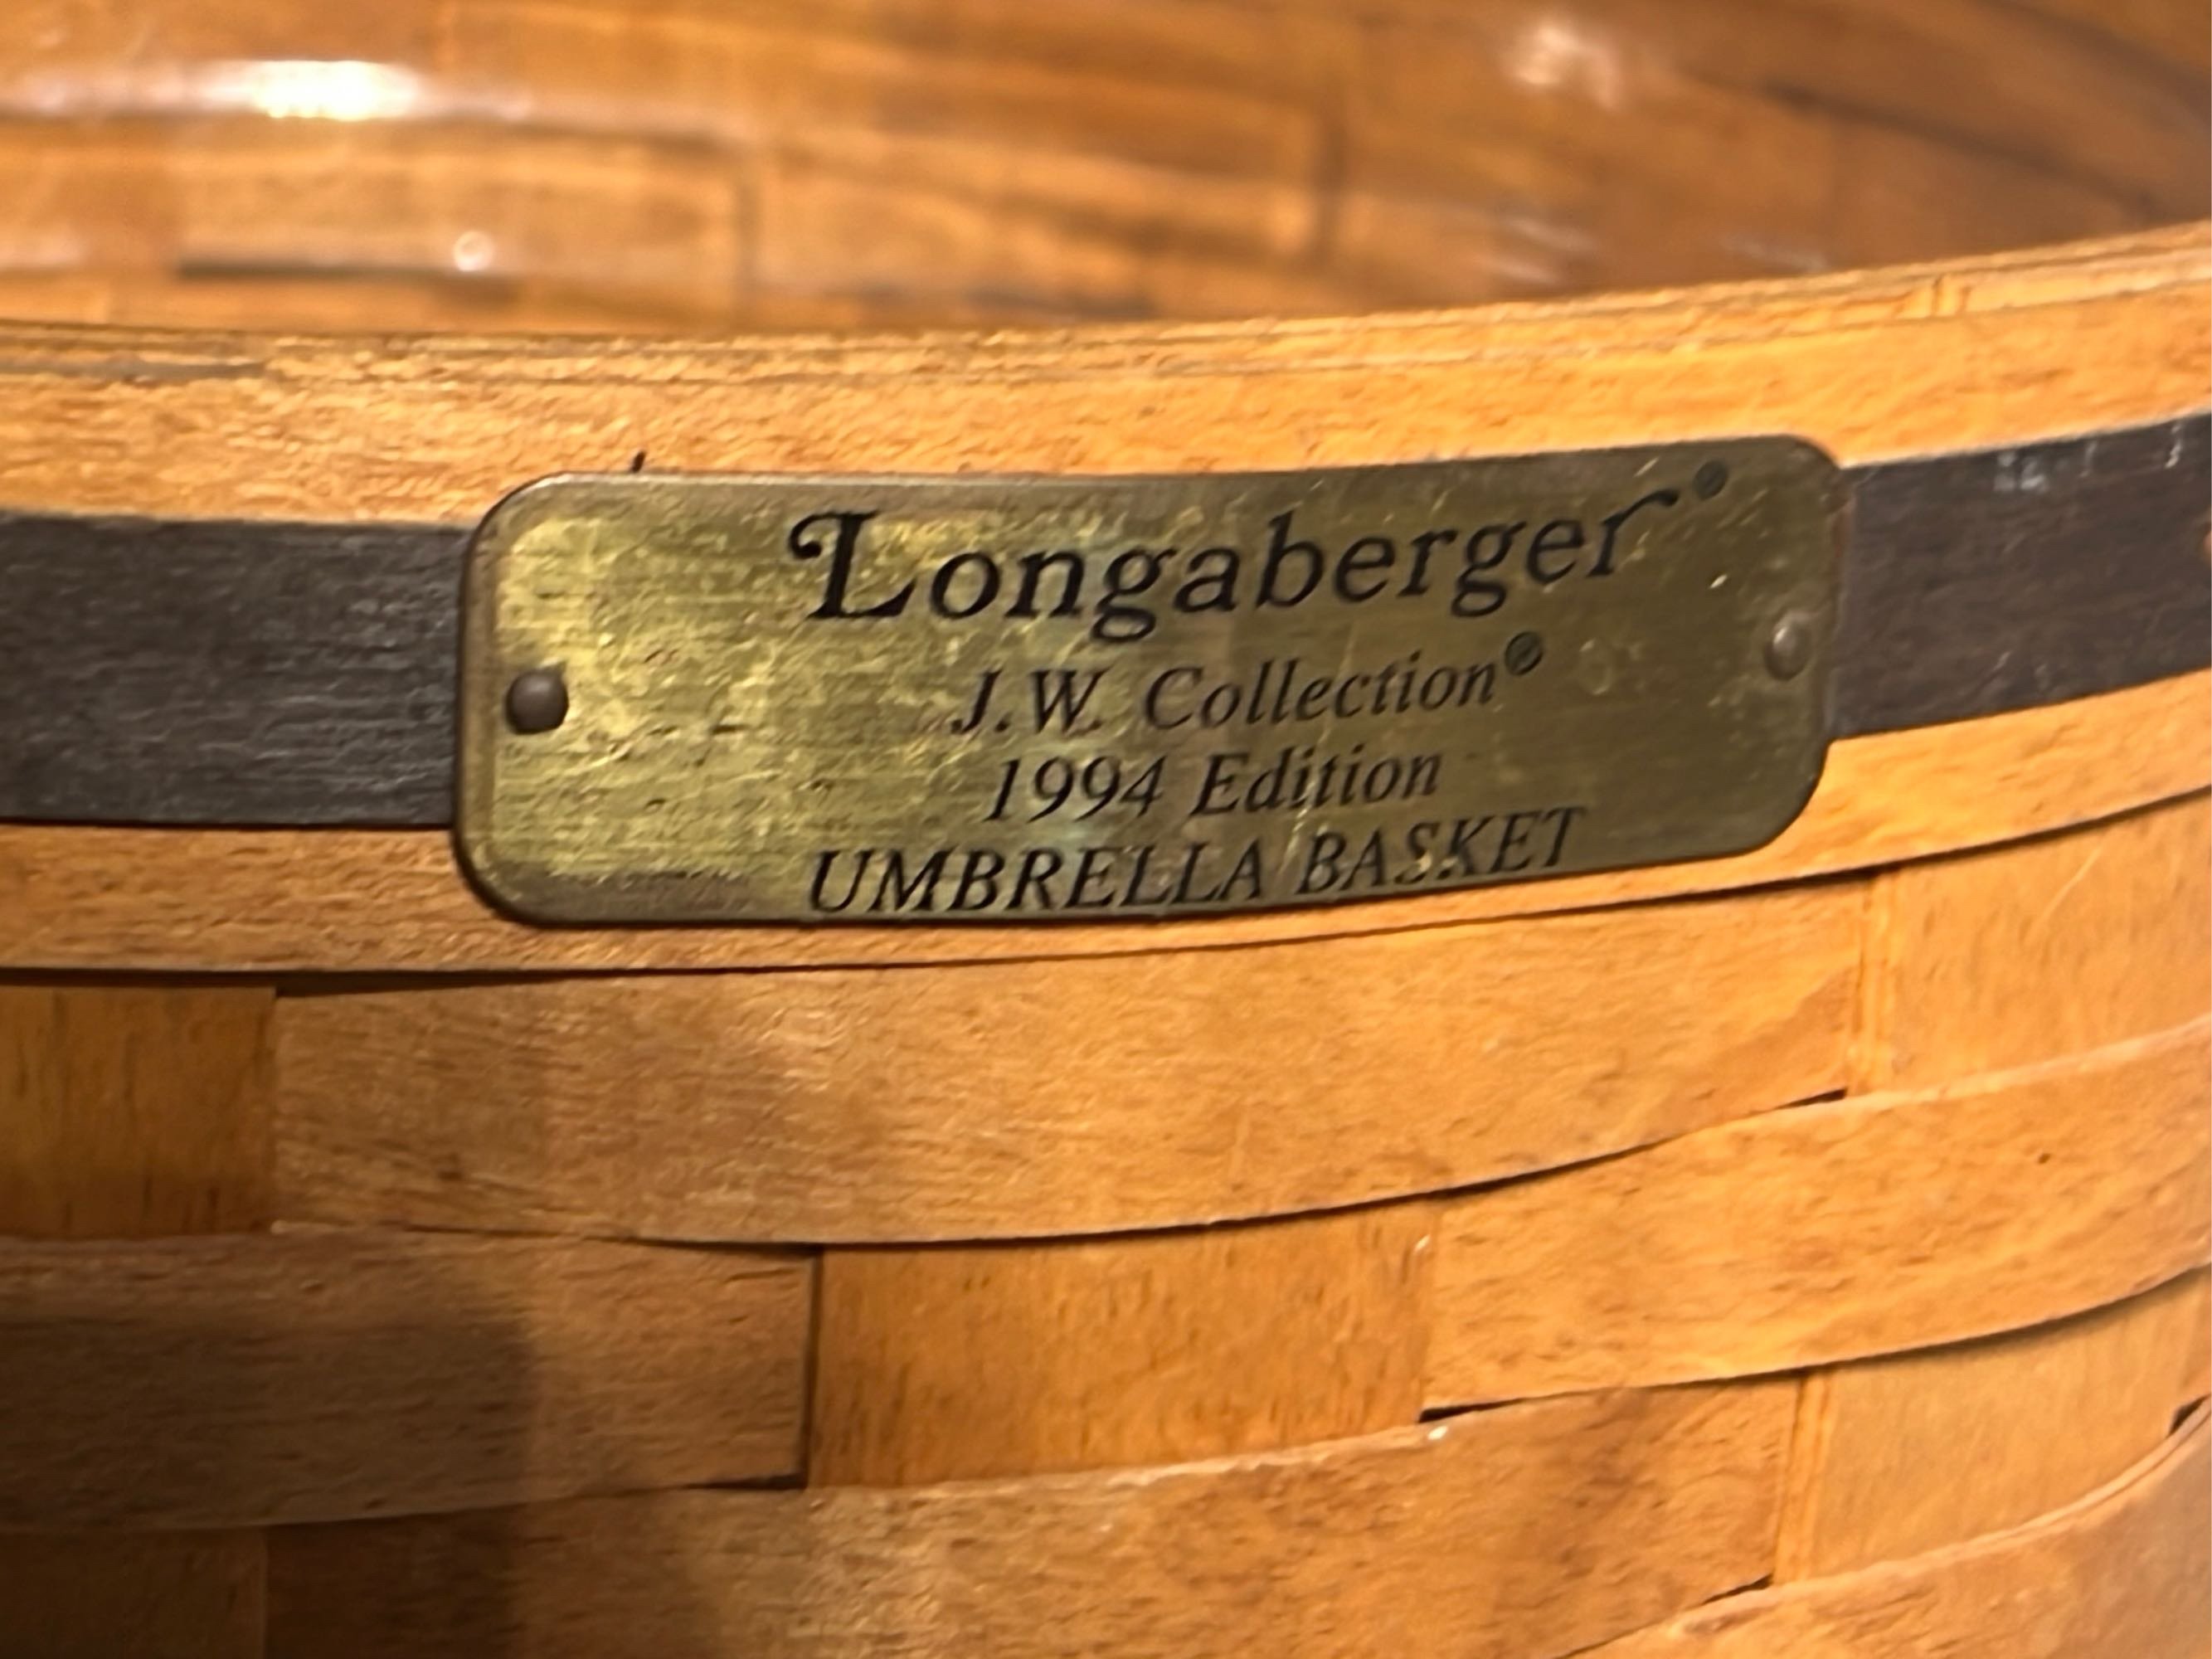 Longaberger®
J.W. Collection®
1994 Edition
UMBRELLA BASKET